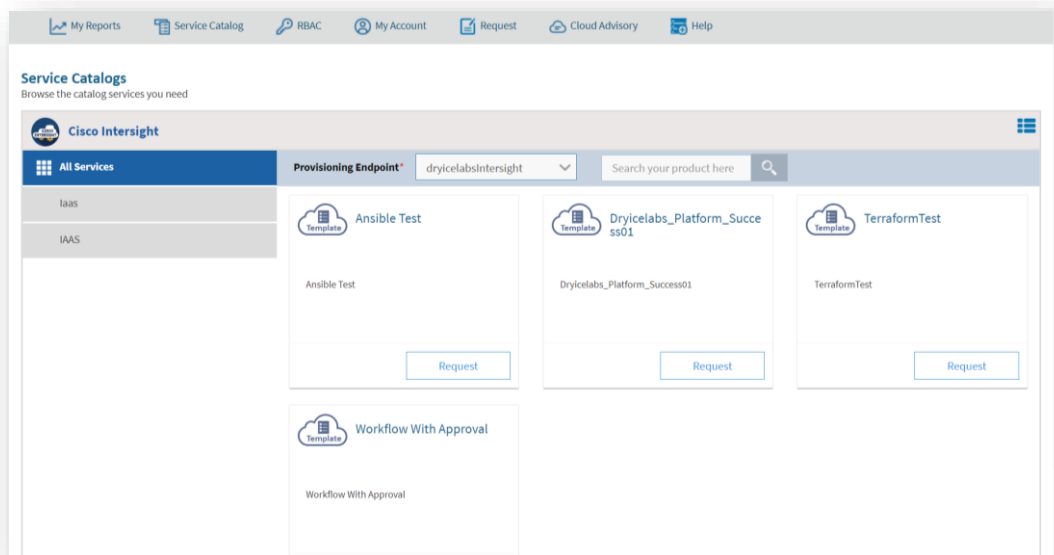 My Reports
Service Catalog
RBAC
My Account
Request
Cloud Advisory
Help
Service Catalogs
Browse the catalog services you need
Cisco Intersight
All Services
Provisioning Endpoint*
dryicelabsIntersight
Search your product here
Iaas
IAAS
Template
Ansible Test
Ansible Test
Request
Template
Dryicelabs_Platform_Succe
ss01
Dryicelabs_Platform_Success01
Request
Template
TerraformTest
TerraformTest
Request
Template
Workflow With Approval
Workflow With Approval